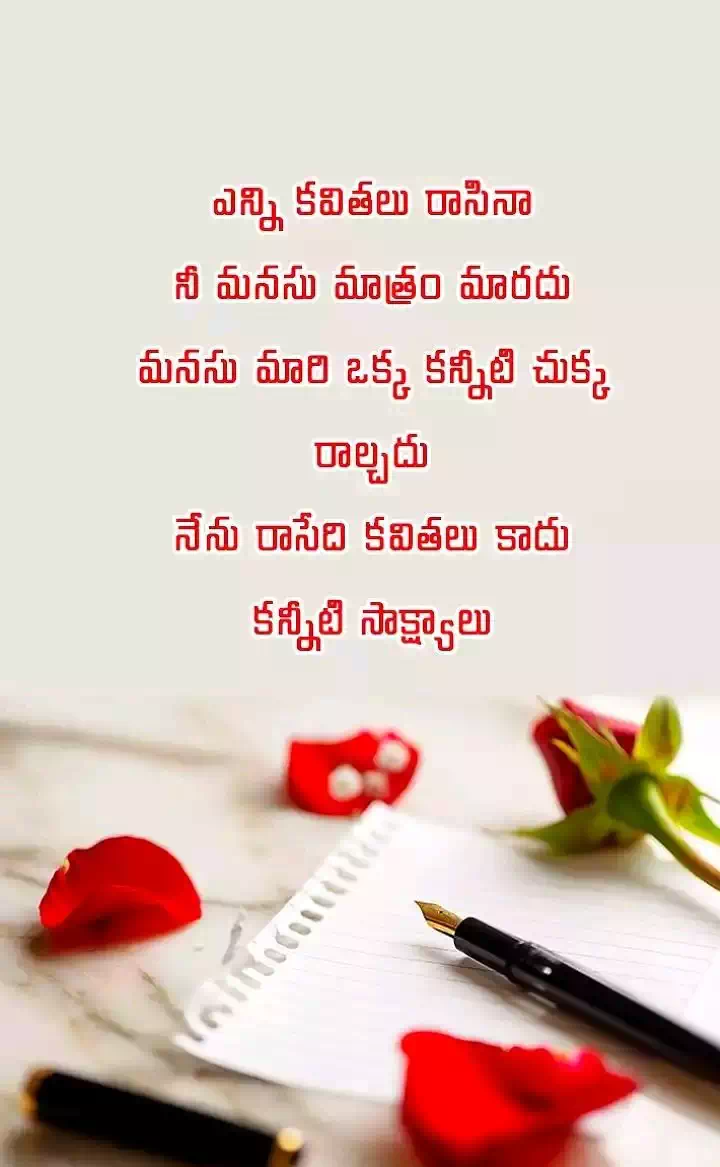 ఎన్ని కవితలు రాసినా
నీ మనసు మాత్రం మారదు
మనసు మారి ఒక్క కన్నీటి చుక్క
రాల్చదు
నేను రాసేది కవితలు కాదు
కన్నీటి సాక్ష్యాలు